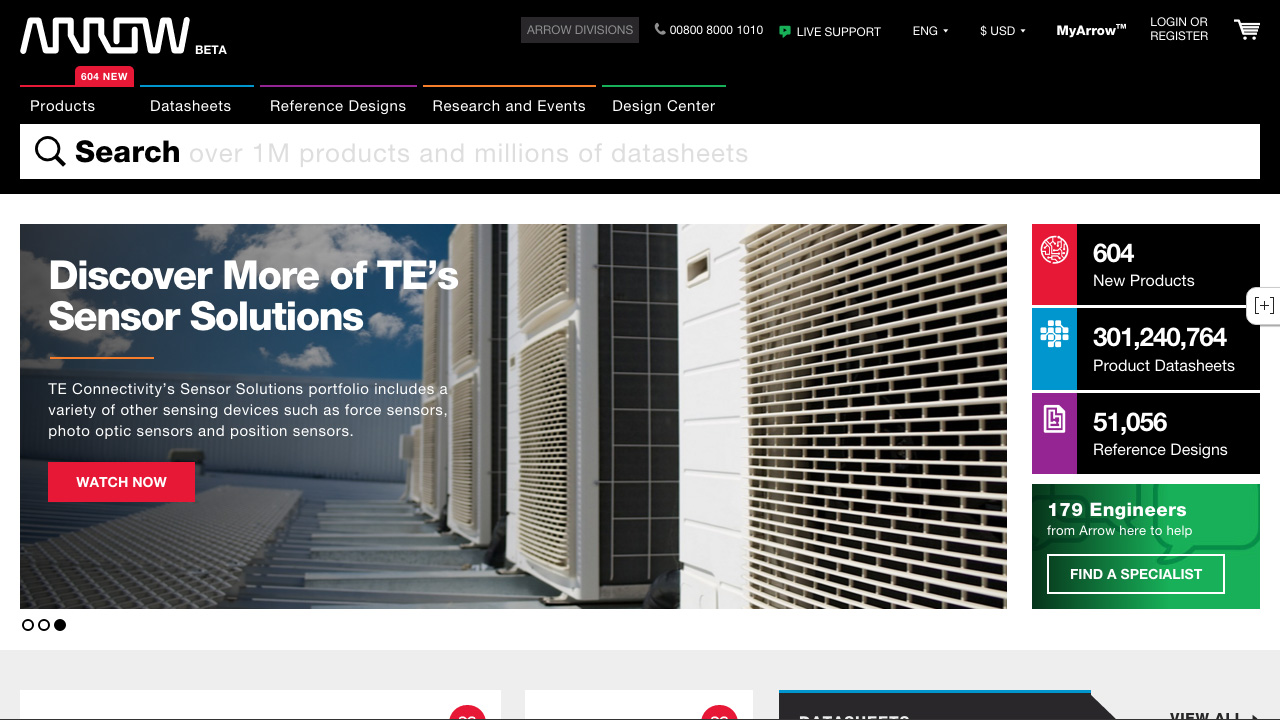 ARROW BETA
ARROW DIVISIONS
00800 8000 1010
LIVE SUPPORT
ENG
$ USD
MyArrow™
LOGIN OR
REGISTER
604 NEW
Products
Datasheets
Reference Designs
Research and Events
Design Center
Search over 1M products and millions of datasheets
Discover More of TE's
Sensor Solutions
TE Connectivity's Sensor Solutions portfolio includes a
variety of other sensing devices such as force sensors,
photo optic sensors and position sensors.
WATCH NOW
604
New Products
[+]
301,240,764
Product Datasheets
51,056
Reference Designs
179 Engineers
from Arrow here to help
FIND A SPECIALIST
DATASHEETS
VIEW ALL